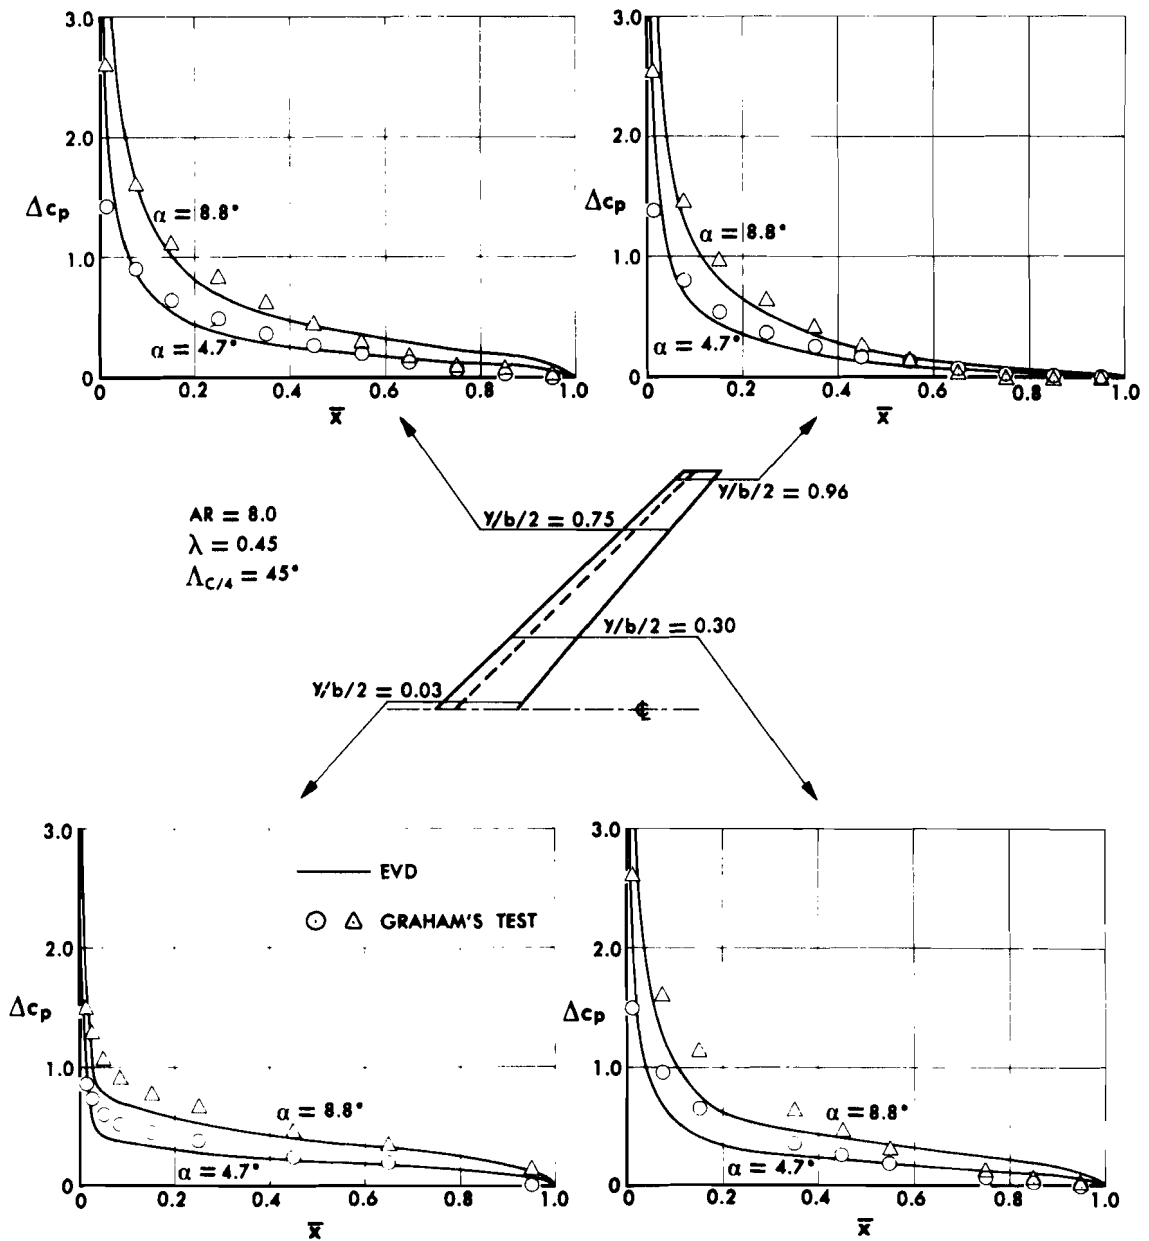 3.0
2.0
Δcp
1.0
0
α = 8.8°
α = 4.7°
0 0.2 0.4 0.6 0.8 1.0
x̄
3.0
2.0
Δcp
1.0
0
α = 8.8°
α = 4.7°
0 0.2 0.4 0.6 0.8 1.0
x̄
AR = 8.0
λ = 0.45
ΛC/4 = 45°
y/b/2 = 0.96
y/b/2 = 0.75
y/b/2 = 0.30
y/b/2 = 0.03
℄
3.0
2.0
Δcp
1.0
0
EVD
GRAHAM'S TEST
α = 8.8°
α = 4.7°
0 0.2 0.4 0.6 0.8 1.0
x̄
3.0
2.0
Δcp
1.0
0
α = 8.8°
α = 4.7°
0 0.2 0.4 0.6 0.8 1.0
x̄